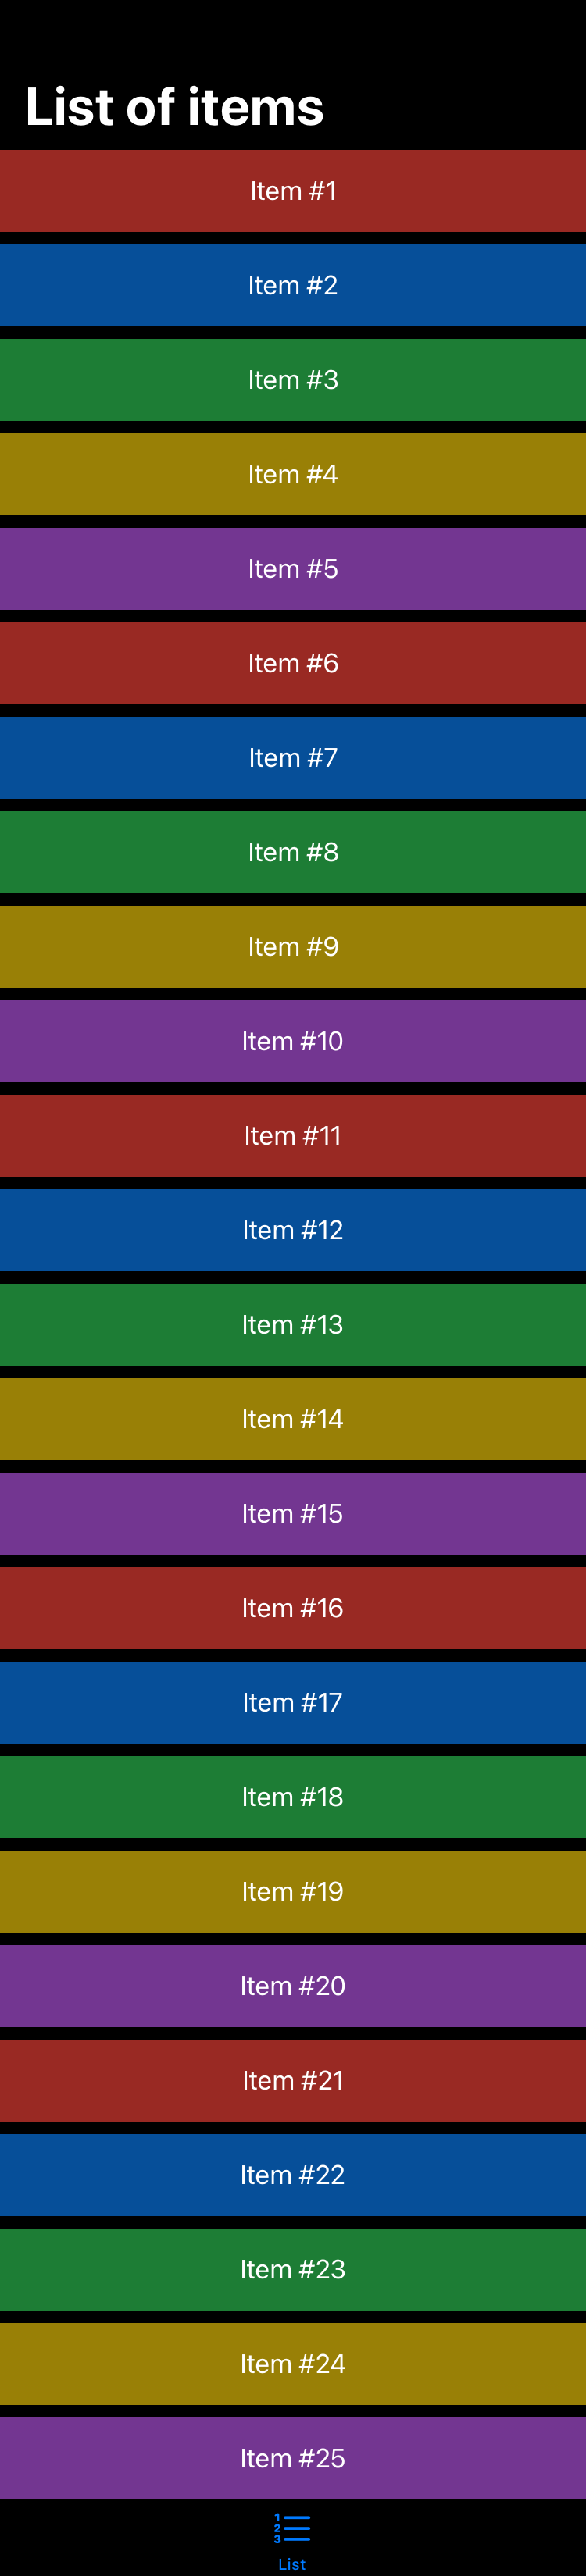 List of items
Item #1
Item #2
Item #3
Item #4
Item #5
Item #6
Item #7
Item #8
Item #9
Item #10
Item #11
Item #12
Item #13
Item #14
Item #15
Item #16
Item #17
Item #18
Item #19
Item #20
Item #21
Item #22
Item #23
Item #24
Item #25
1
2
3
List